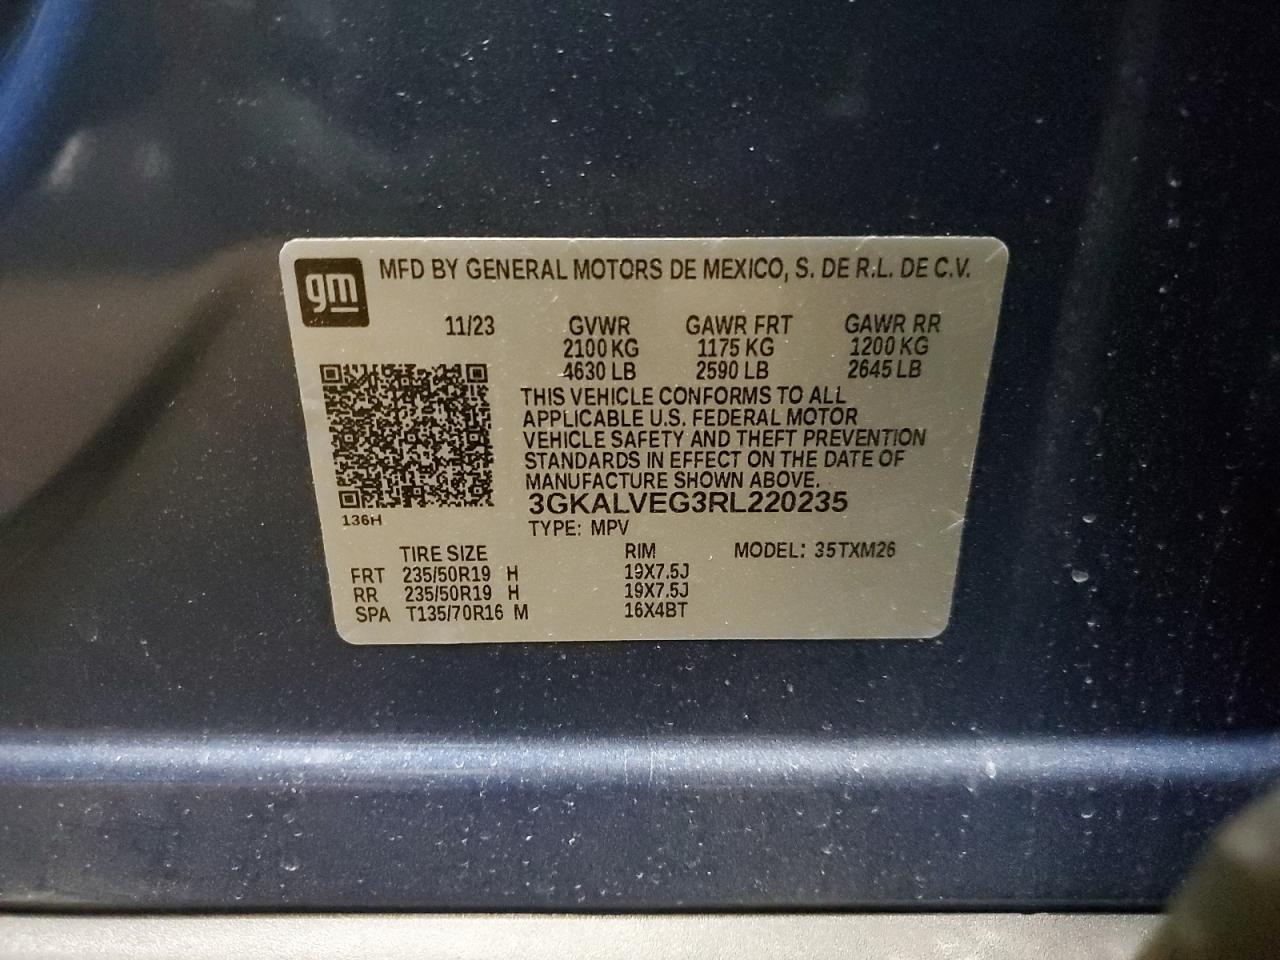 gm MFD BY GENERAL MOTORS DE MEXICO, S. DE R.L. DE C.V.
11/23 GVWR GAWR FRT GAWR RR
2100 KG 1175 KG 1200 KG
4630 LB 2590 LB 2645 LB
THIS VEHICLE CONFORMS TO ALL
APPLICABLE U.S. FEDERAL MOTOR
VEHICLE SAFETY AND THEFT PREVENTION
STANDARDS IN EFFECT ON THE DATE OF
MANUFACTURE SHOWN ABOVE.
3GKALVEG3RL220235
136H
TYPE: MPV
TIRE SIZE RIM MODEL: 35TXM26
FRT 235/50R19 H 19X7.5J
RR 235/50R19 H 19X7.5J
SPA T135/70R16 M 16X4BT